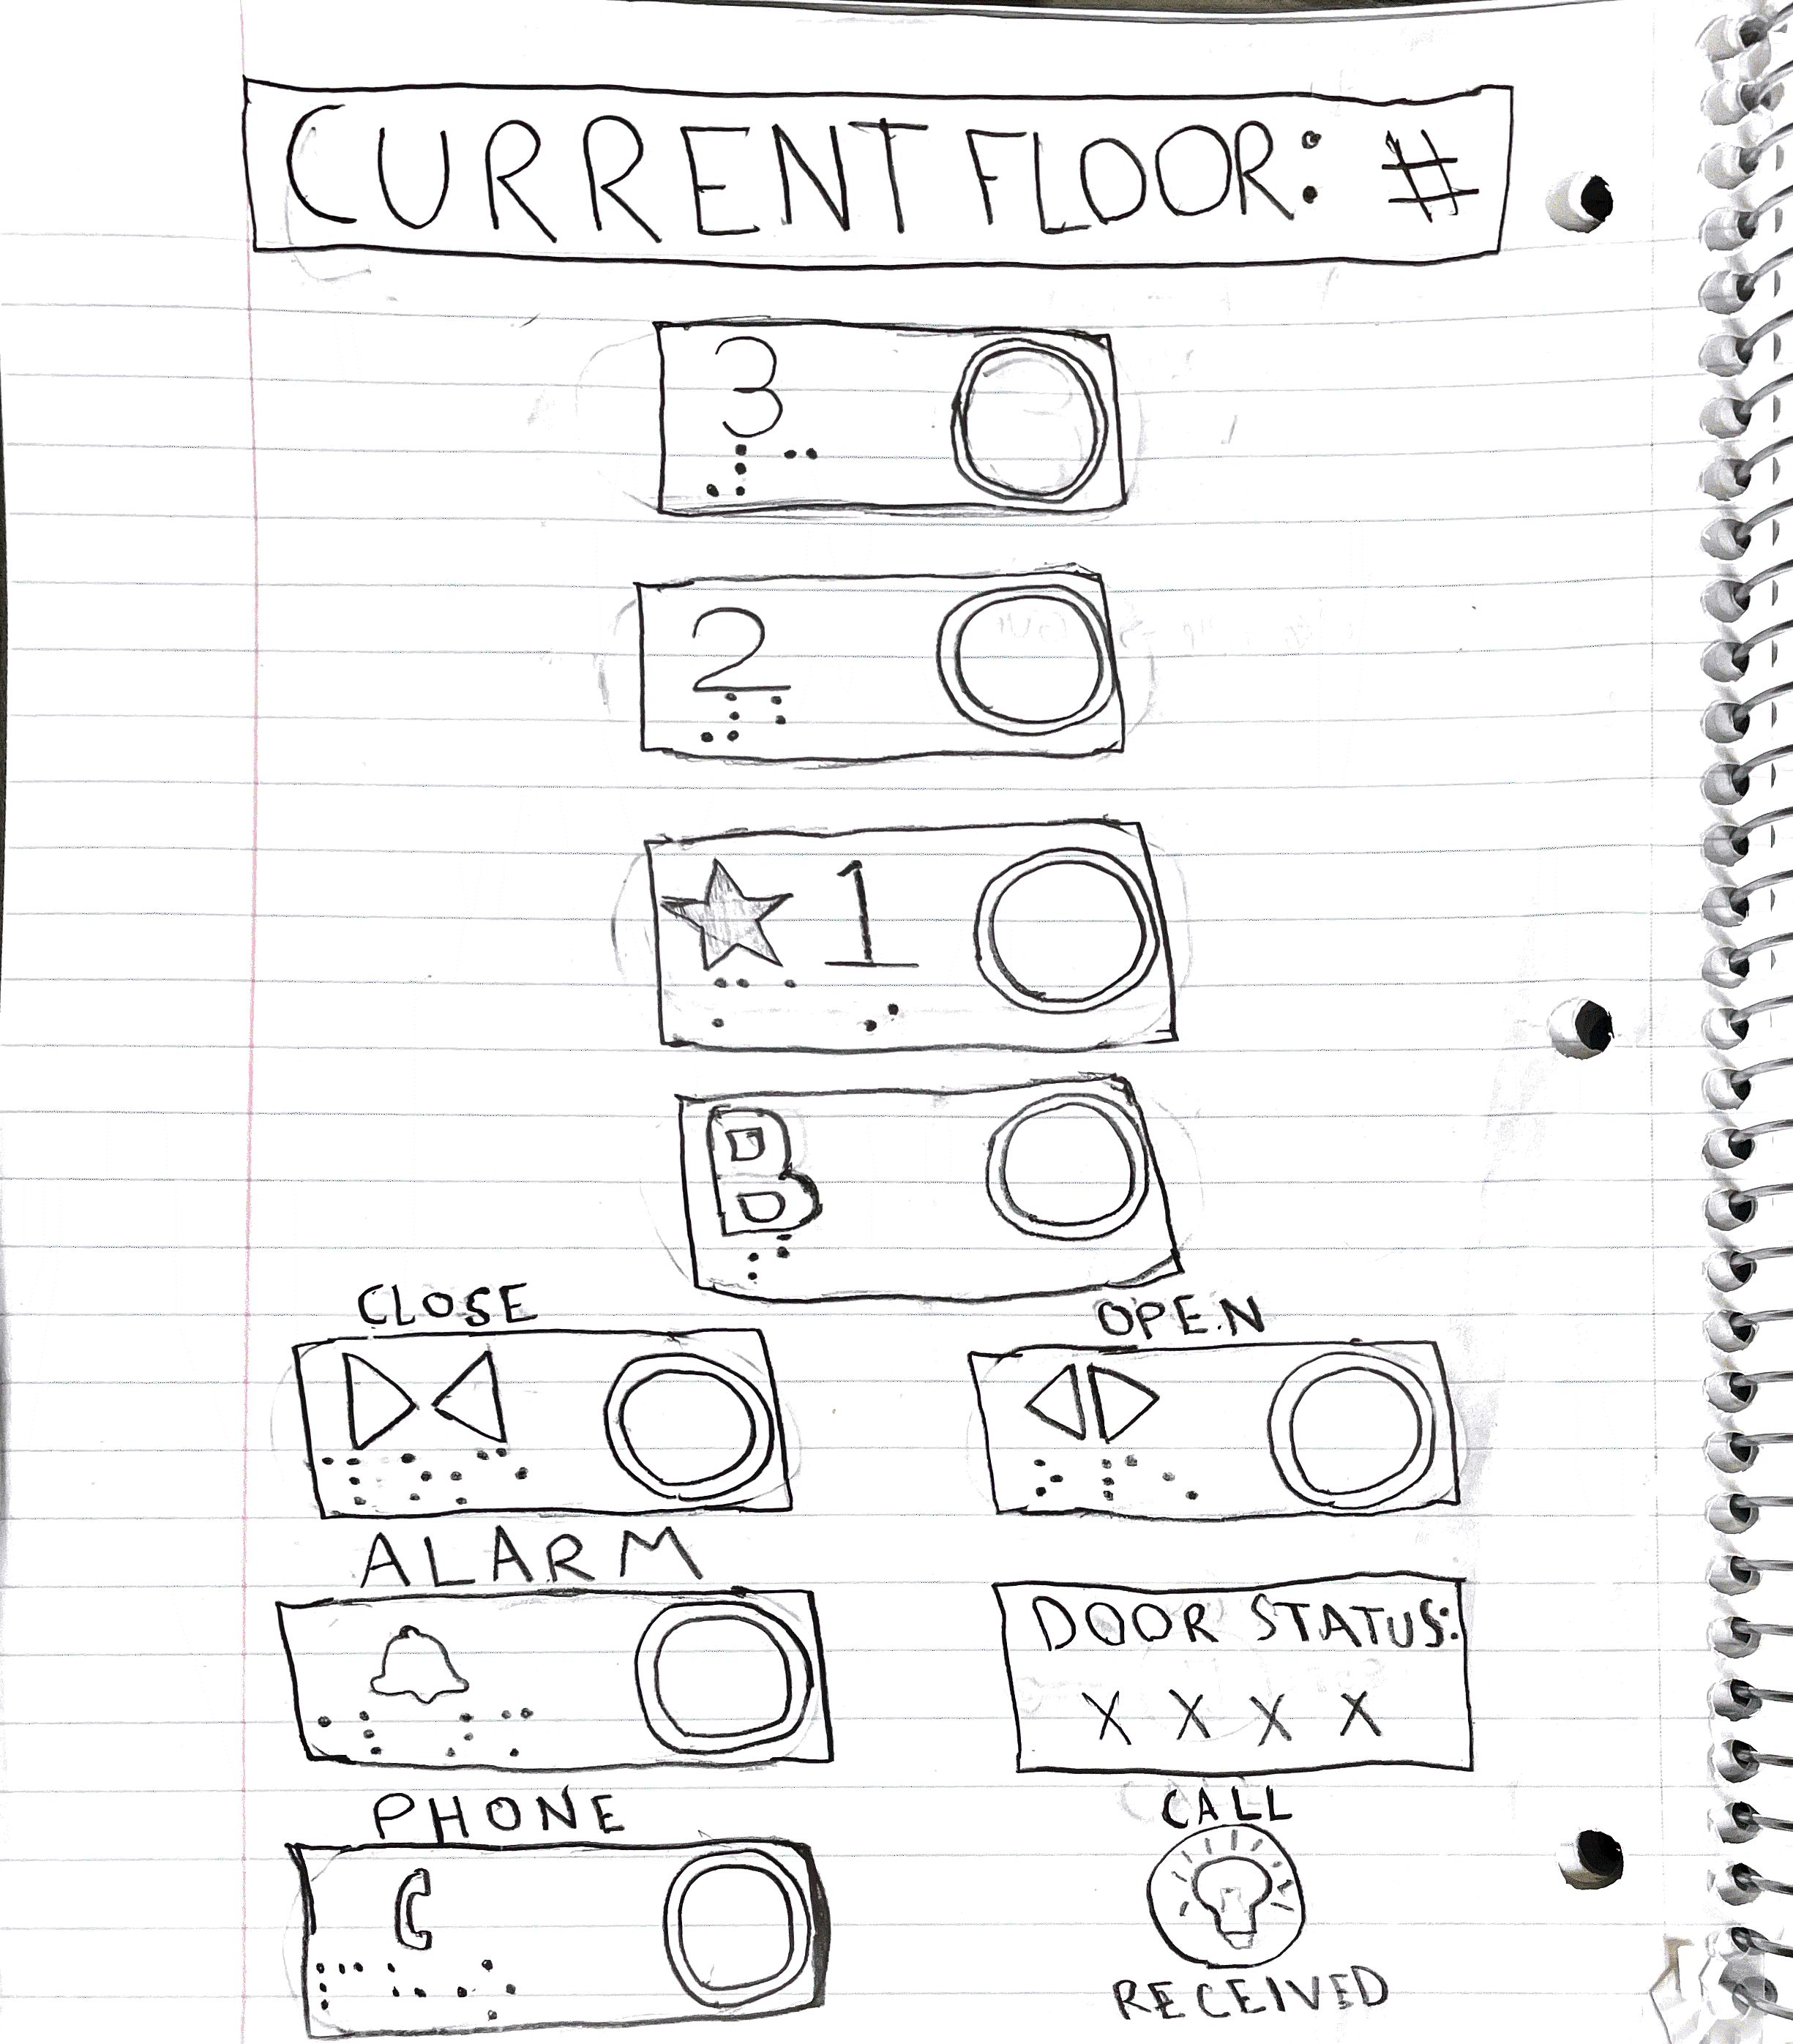 CURRENT FLOOR: #
3
2
★ 1
B
CLOSE
OPEN
ALARM
DOOR STATUS:
X X X X
PHONE
CALL
RECEIVED